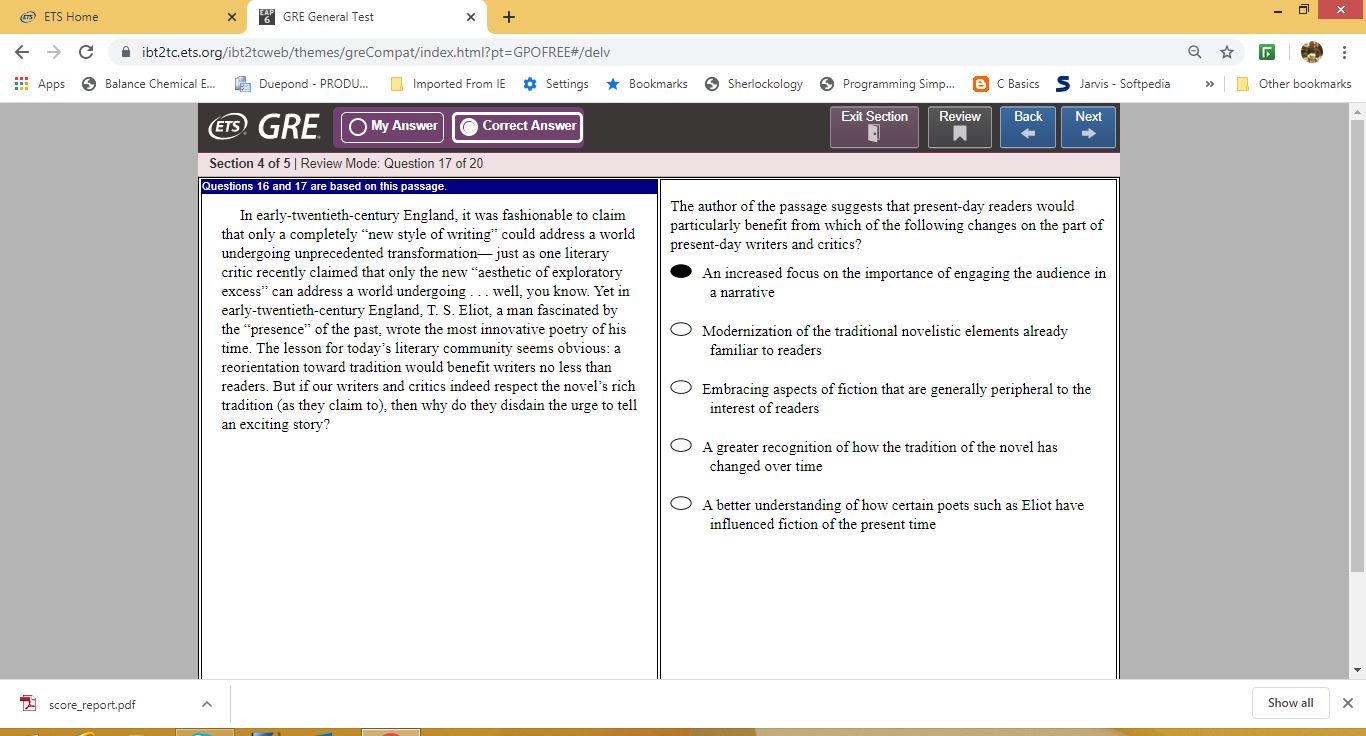 ETS Home
GRE General Test
ibt2tc.ets.org/ibt2tcweb/themes/greCompat/index.html?pt=GPOFREE#/delv
Apps Balance Chemical E... Duepond - PRODU... Imported From IE Settings Bookmarks Sherlockology Programming Simp... C Basics Jarvis - Softpedia » Other bookmarks
ETS GRE My Answer Correct Answer Exit Section Review Back Next
Section 4 of 5 | Review Mode: Question 17 of 20
Questions 16 and 17 are based on this passage.
In early-twentieth-century England, it was fashionable to claim
that only a completely “new style of writing” could address a world
undergoing unprecedented transformation— just as one literary
critic recently claimed that only the new “aesthetic of exploratory
excess” can address a world undergoing . . . well, you know. Yet in
early-twentieth-century England, T. S. Eliot, a man fascinated by
the “presence” of the past, wrote the most innovative poetry of his
time. The lesson for today’s literary community seems obvious: a
reorientation toward tradition would benefit writers no less than
readers. But if our writers and critics indeed respect the novel’s rich
tradition (as they claim to), then why do they disdain the urge to tell
an exciting story?
The author of the passage suggests that present-day readers would
particularly benefit from which of the following changes on the part of
present-day writers and critics?
An increased focus on the importance of engaging the audience in
a narrative
Modernization of the traditional novelistic elements already
familiar to readers
Embracing aspects of fiction that are generally peripheral to the
interest of readers
A greater recognition of how the tradition of the novel has
changed over time
A better understanding of how certain poets such as Eliot have
influenced fiction of the present time
score_report.pdf
Show all